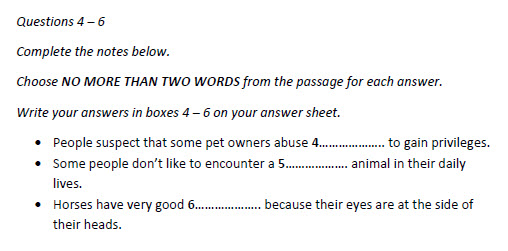 Questions 4 – 6
Complete the notes below.
Choose NO MORE THAN TWO WORDS from the passage for each answer.
Write your answers in boxes 4 – 6 on your answer sheet.
• People suspect that some pet owners abuse 4………………… to gain privileges.
• Some people don’t like to encounter a 5………………. animal in their daily
lives.
• Horses have very good 6……………….. because their eyes are at the side of
their heads.